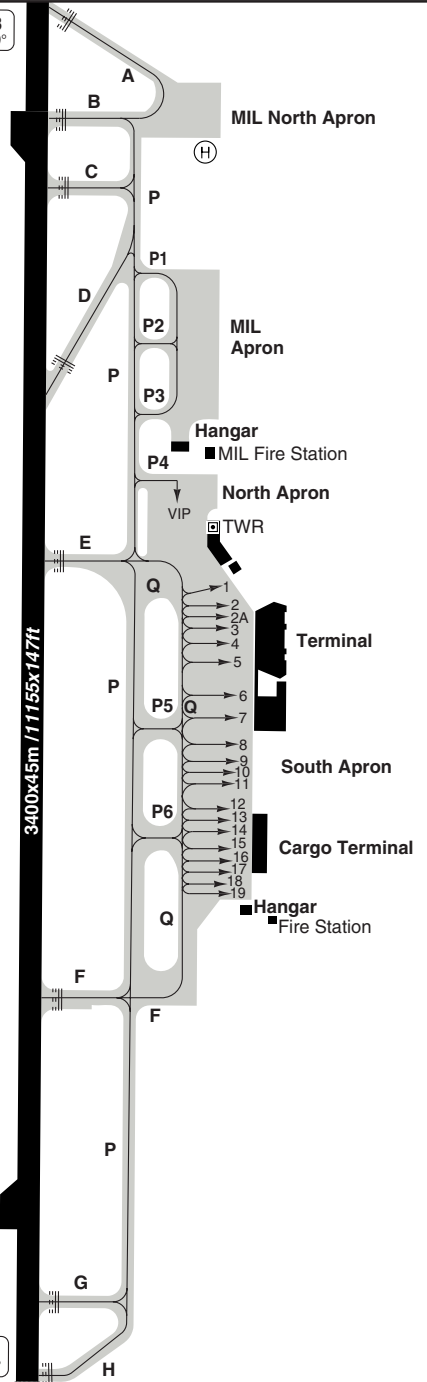 A
B
MIL North Apron
H
C
P
P1
D
P2
MIL
Apron
P
P3
Hangar
MIL Fire Station
P4
North Apron
VIP
TWR
E
Q
1
2
2A
3
4
Terminal
5
P
6
P5
Q
7
8
South Apron
9
10
11
3400x45m / 11155x147ft
P6
12
13
14
15
Cargo Terminal
16
17
18
19
Hangar
Q
Fire Station
F
F
P
G
H